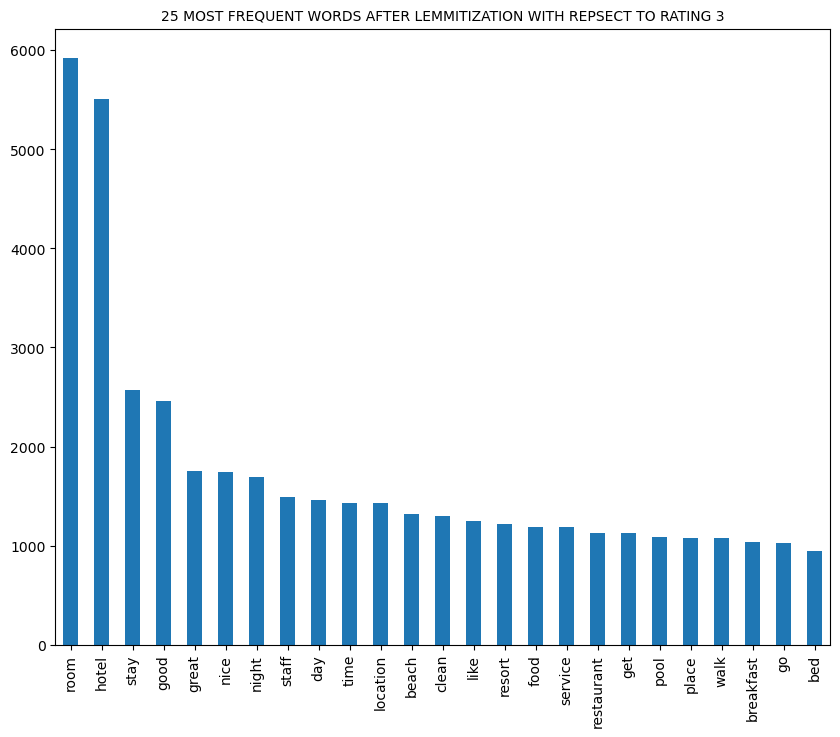 25 MOST FREQUENT WORDS AFTER LEMMITIZATION WITH REPSECT TO RATING 3
6000
5000
4000
3000
2000
1000
0
room
hotel
stay
good
great
nice
night
staff
day
time
location
beach
clean
like
resort
food
service
restaurant
get
pool
place
walk
breakfast
go
bed